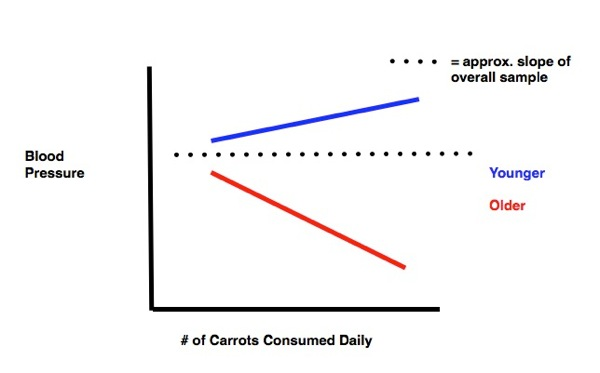 = approx. slope of
overall sample
Blood
Pressure
Younger
Older
# of Carrots Consumed Daily